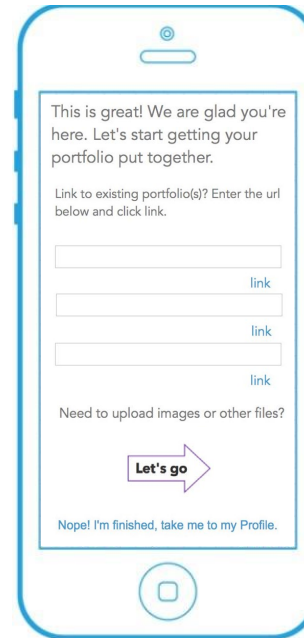 This is great! We are glad you're
here. Let's start getting your
portfolio put together.
Link to existing portfolio(s)? Enter the url
below and click link.
link
link
link
Need to upload images or other files?
Let's go
Nope! I'm finished, take me to my Profile.